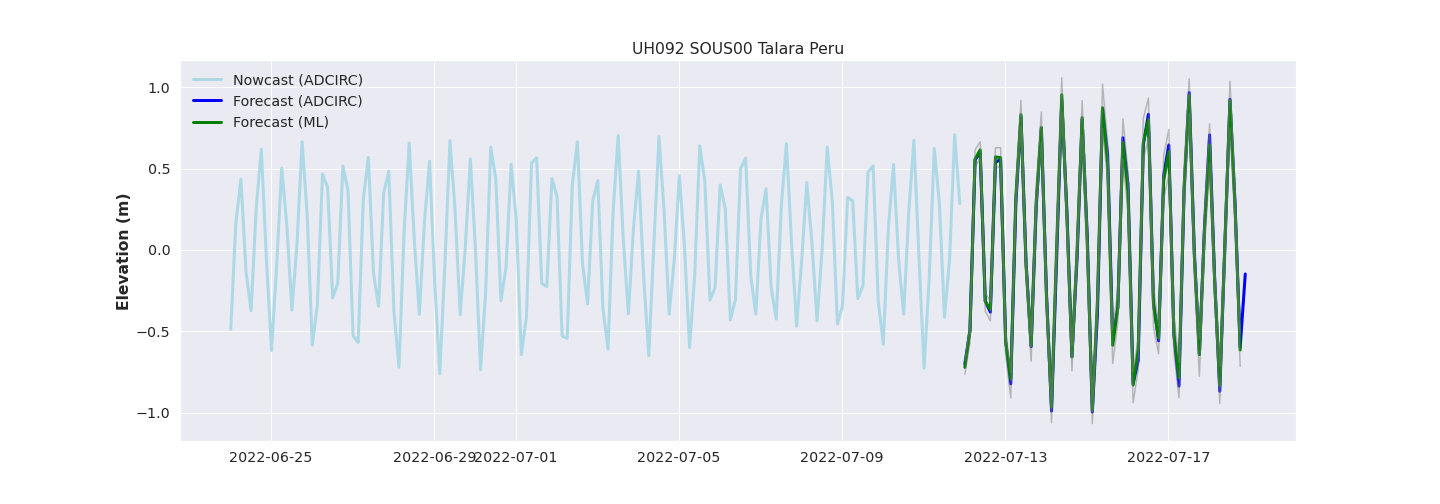 UH092 SOUS00 Talara Peru
Nowcast (ADCIRC)
Forecast (ADCIRC)
Forecast (ML)
Elevation (m)
1.0
0.5
0.0
−0.5
−1.0
2022-06-25
2022-06-29
2022-07-01
2022-07-05
2022-07-09
2022-07-13
2022-07-17